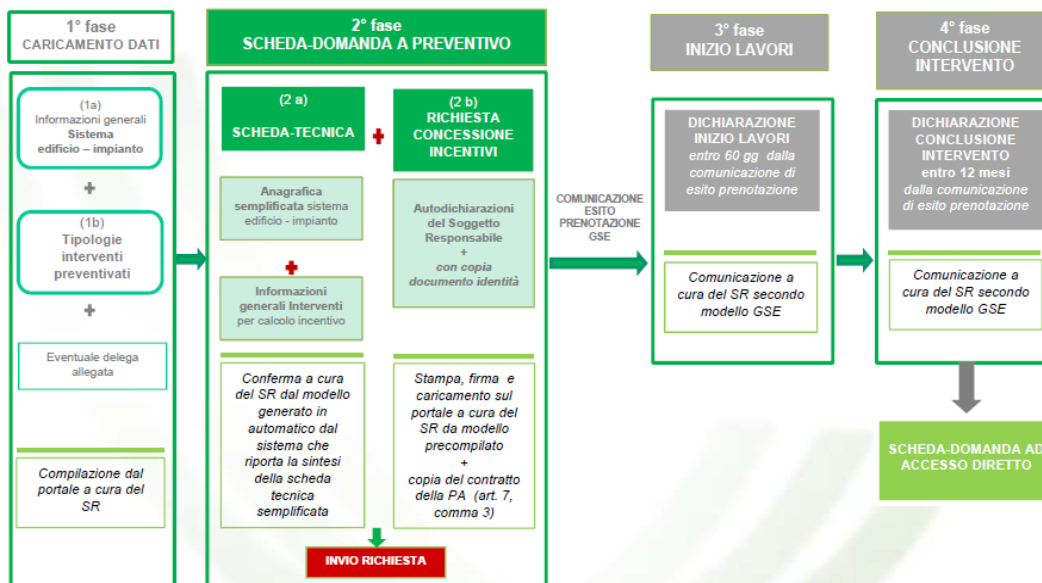 1° fase
CARICAMENTO DATI
(1a)
Informazioni generali
Sistema
edificio – impianto
+
(1b)
Tipologie
interventi
preventivati
+
Eventuale delega
allegata
Compilazione dal
portale a cura del
SR
2° fase
SCHEDA-DOMANDA A PREVENTIVO
(2 a)
SCHEDA-TECNICA
+
(2 b)
RICHIESTA
CONCESSIONE
INCENTIVI
Anagrafica
semplificata sistema
edificio - impianto
+
Informazioni
generali Interventi
per calcolo incentivo
Autodichiarazioni
del Soggetto
Responsabile
+
con copia
documento identità
Conferma a cura
del SR dal modello
generato in
automatico dal
sistema che
riporta la sintesi
della scheda
tecnica
semplificata
Stampa, firma e
caricamento sul
portale a cura del
SR da modello
precompilato
+
copia del contratto
della PA (art. 7,
comma 3)
INVIO RICHIESTA
COMUNICAZIONE
ESITO
PRENOTAZIONE
GSE
3° fase
INIZIO LAVORI
DICHIARAZIONE
INIZIO LAVORI
entro 60 gg dalla
comunicazione di
esito prenotazione
Comunicazione a
cura del SR secondo
modello GSE
4° fase
CONCLUSIONE
INTERVENTO
DICHIARAZIONE
CONCLUSIONE
INTERVENTO
entro 12 mesi
dalla comunicazione
di esito prenotazione
Comunicazione a
cura del SR secondo
modello GSE
SCHEDA-DOMANDA AD
ACCESSO DIRETTO